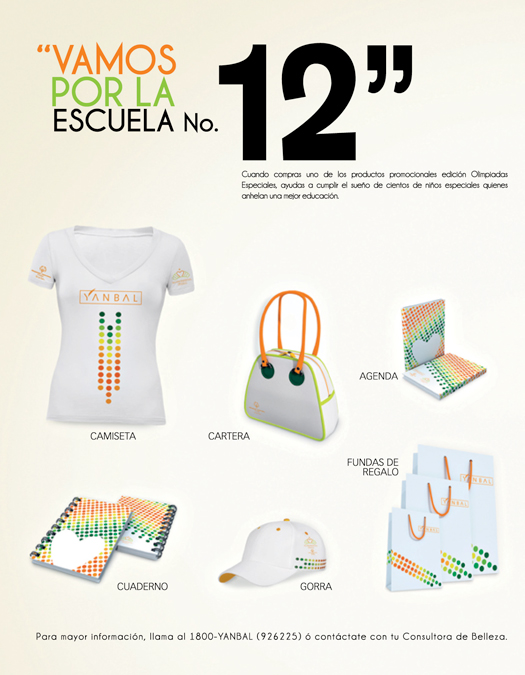 “VAMOS
POR LA
ESCUELA No.
12”
Cuando compras uno de los productos promocionales edición Olimpiadas
Especiales, ayudas a cumplir el sueño de cientos de niños especiales quienes
anhelan una mejor educación.
YANBAL
CAMISETA
CARTERA
AGENDA
FUNDAS DE
REGALO
YANBAL
YANBAL
CUADERNO
GORRA
Para mayor información, llama al 1800-YANBAL (926225) ó contáctate con tu Consultora de Belleza.